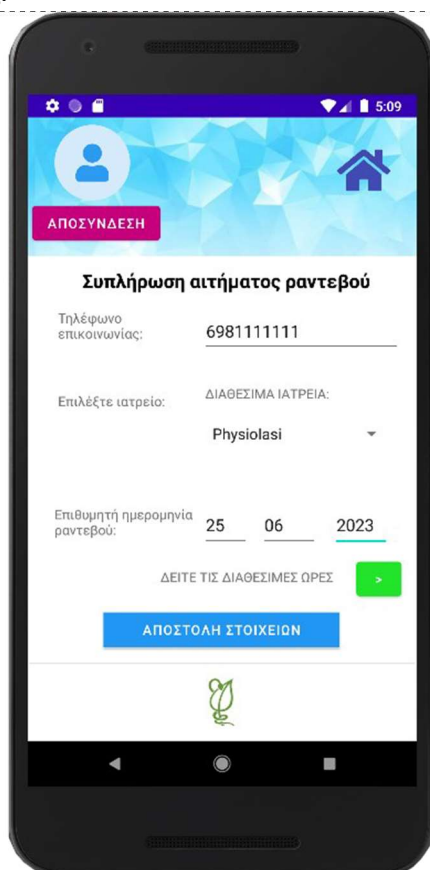 5:09
ΑΠΟΣΥΝΔΕΣΗ
Συπλήρωση αιτήματος ραντεβού
Τηλέφωνο
επικοινωνίας:
6981111111
Επιλέξτε ιατρείο:
ΔΙΑΘΕΣΙΜΑ ΙΑΤΡΕΙΑ:
Physiolasi
Επιθυμητή ημερομηνία
ραντεβού:
25 06 2023
ΔΕΙΤΕ ΤΙΣ ΔΙΑΘΕΣΙΜΕΣ ΩΡΕΣ >
ΑΠΟΣΤΟΛΗ ΣΤΟΙΧΕΙΩΝ